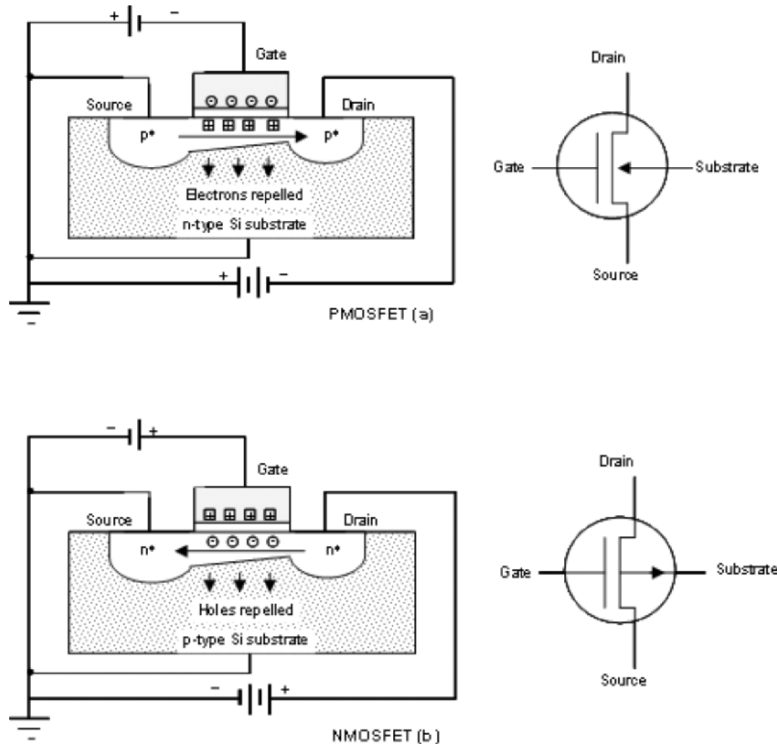 + −
Gate
Drain
Source
Drain
p+ p+
Gate
Substrate
Electrons repelled
n-type Si substrate
Source
+ −
PMOSFET (a)
− +
Gate
Drain
Source
Drain
n+ n+
Gate
Substrate
Holes repelled
p-type Si substrate
Source
− +
NMOSFET (b)